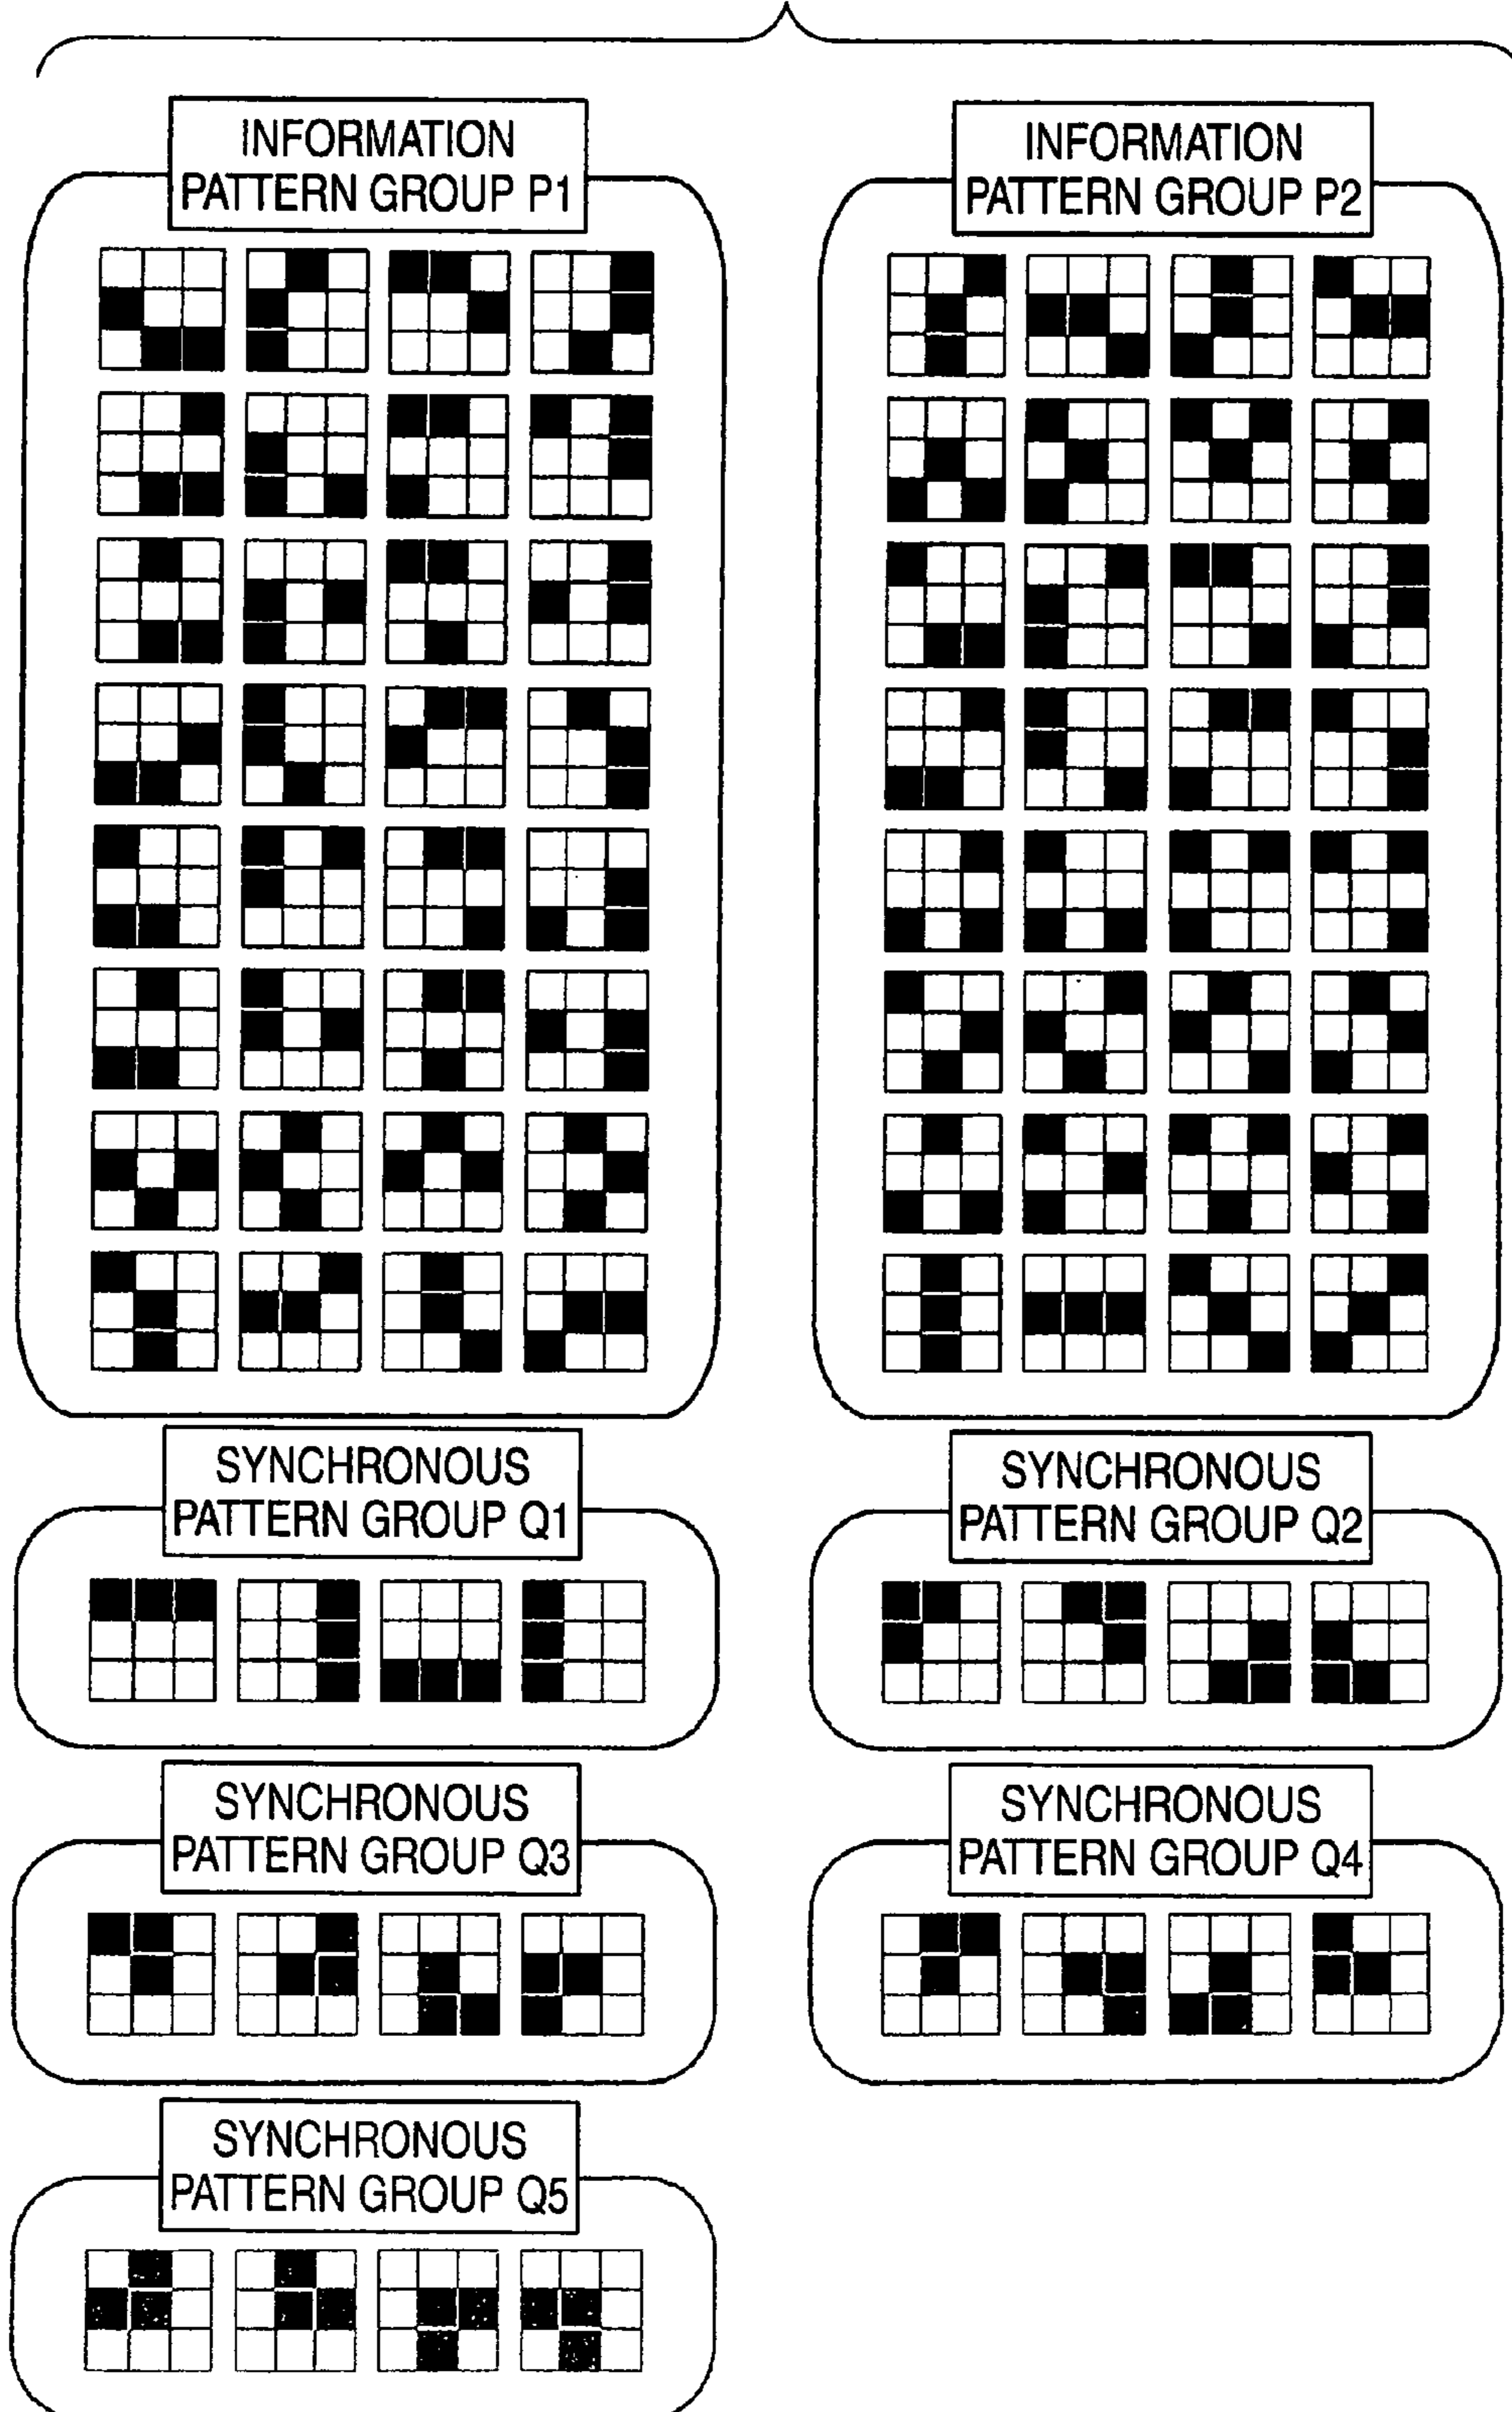 INFORMATION
PATTERN GROUP P1
INFORMATION
PATTERN GROUP P2
SYNCHRONOUS
PATTERN GROUP Q1
SYNCHRONOUS
PATTERN GROUP Q2
SYNCHRONOUS
PATTERN GROUP Q3
SYNCHRONOUS
PATTERN GROUP Q4
SYNCHRONOUS
PATTERN GROUP Q5